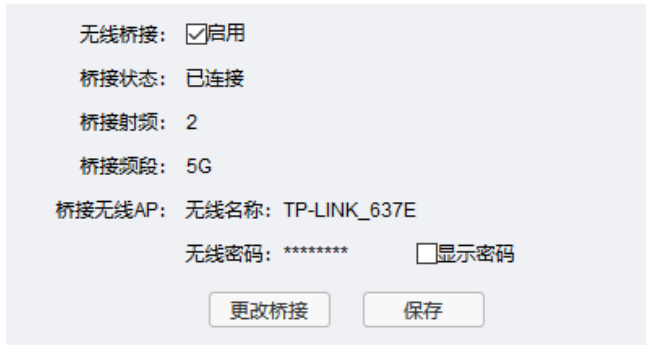 无线桥接： 启用
桥接状态： 已连接
桥接射频： 2
桥接频段： 5G
桥接无线AP： 无线名称： TP-LINK_637E
无线密码： ******** 显示密码
更改桥接 保存